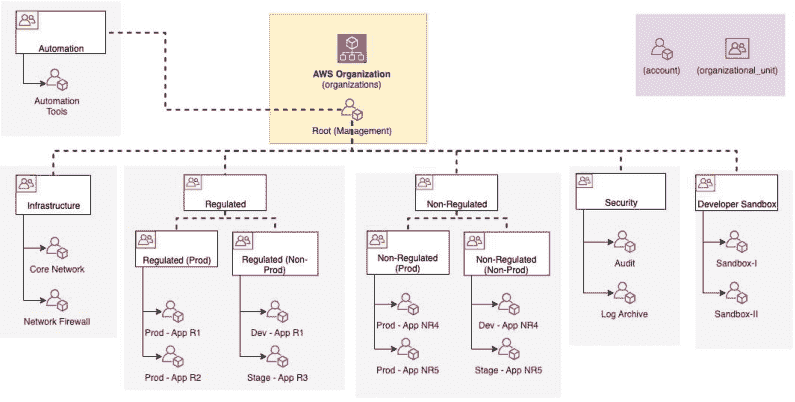 Automation
Automation
Tools
AWS Organization
(organizations)
Root (Management)
(account)
(organizational_unit)
Infrastructure
Core Network
Network Firewall
Regulated
Regulated (Prod)
Prod - App R1
Prod - App R2
Regulated (Non-
Prod)
Dev - App R1
Stage - App R3
Non-Regulated
Non-Regulated
(Prod)
Prod - App NR4
Prod - App NR5
Non-Regulated
(Non-Prod)
Dev - App NR4
Stage - App NR5
Security
Audit
Log Archive
Developer Sandbox
Sandbox-I
Sandbox-II